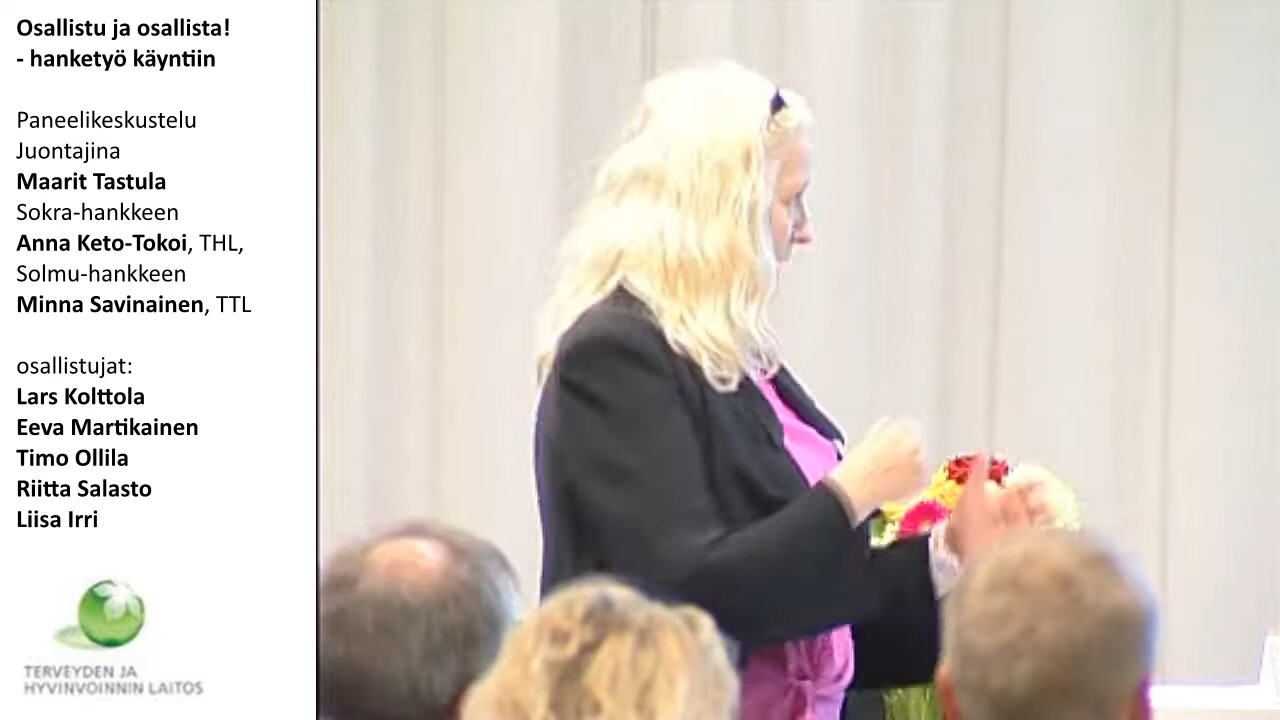 Osallistu ja osallista!
- hanketyö käyntiin
Paneelikeskustelu
Juontajina
Maarit Tastula
Sokra-hankkeen
Anna Keto-Tokoi, THL,
Solmu-hankkeen
Minna Savinainen, TTL
osallistujat:
Lars Kolttola
Eeva Martikainen
Timo Ollila
Riitta Salasto
Liisa Irri
TERVEYDEN JA
HYVINVOINNIN LAITOS